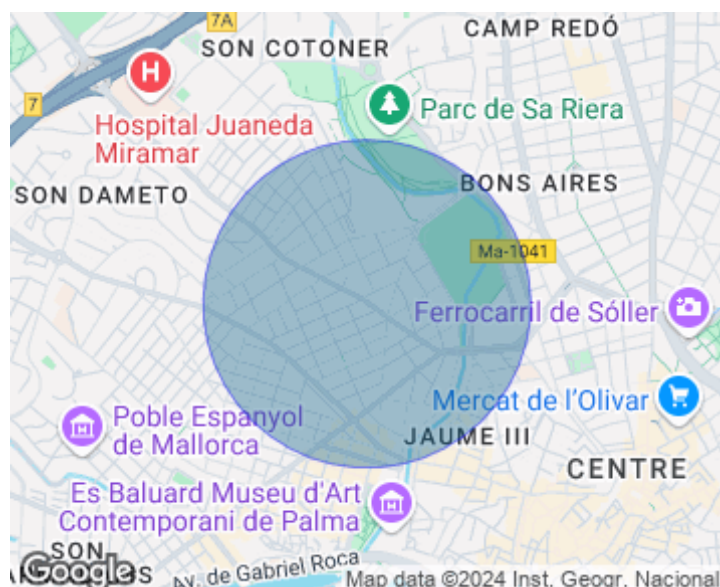 7A
SON COTONER
CAMP REDÓ
H
7
Parc de Sa Riera
Hospital Juaneda
Miramar
SON DAMETO
BONS AIRES
Ma-1041
Ferrocarril de Sóller
Mercat de l'Olivar
Poble Espanyol
de Mallorca
JAUME III
CENTRE
Es Baluard Museu d'Art
Contemporani de Palma
SON
Google
Av. de Gabriel Roca
Map data ©2024 Inst. Geogr. Nacional